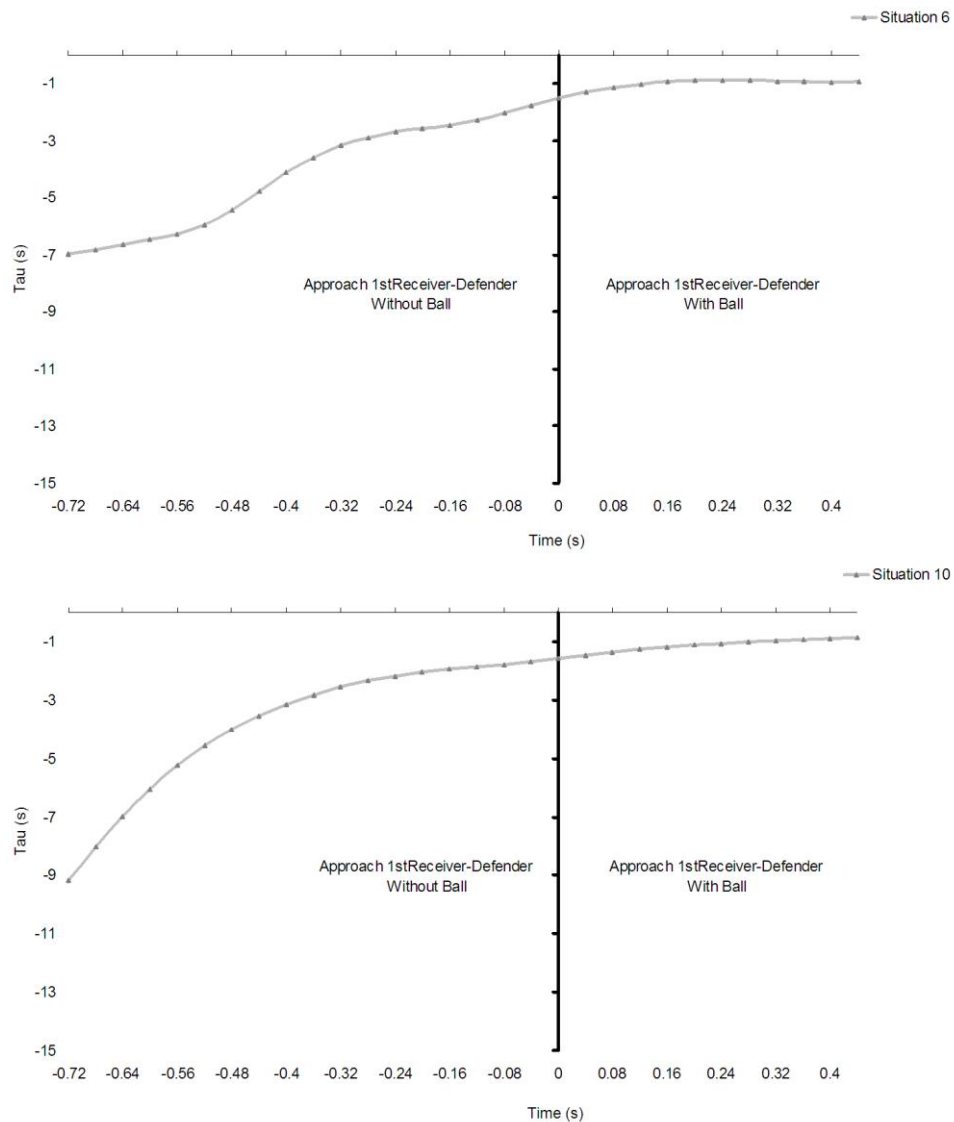 Situation 6
-1
-3
-5
-7
-9
-11
-13
-15
Tau (s)
Approach 1stReceiver-Defender
Without Ball
Approach 1stReceiver-Defender
With Ball
-0.72 -0.64 -0.56 -0.48 -0.4 -0.32 -0.24 -0.16 -0.08 0 0.08 0.16 0.24 0.32 0.4
Time (s)
Situation 10
-1
-3
-5
-7
-9
-11
-13
-15
Tau (s)
Approach 1stReceiver-Defender
Without Ball
Approach 1stReceiver-Defender
With Ball
-0.72 -0.64 -0.56 -0.48 -0.4 -0.32 -0.24 -0.16 -0.08 0 0.08 0.16 0.24 0.32 0.4
Time (s)